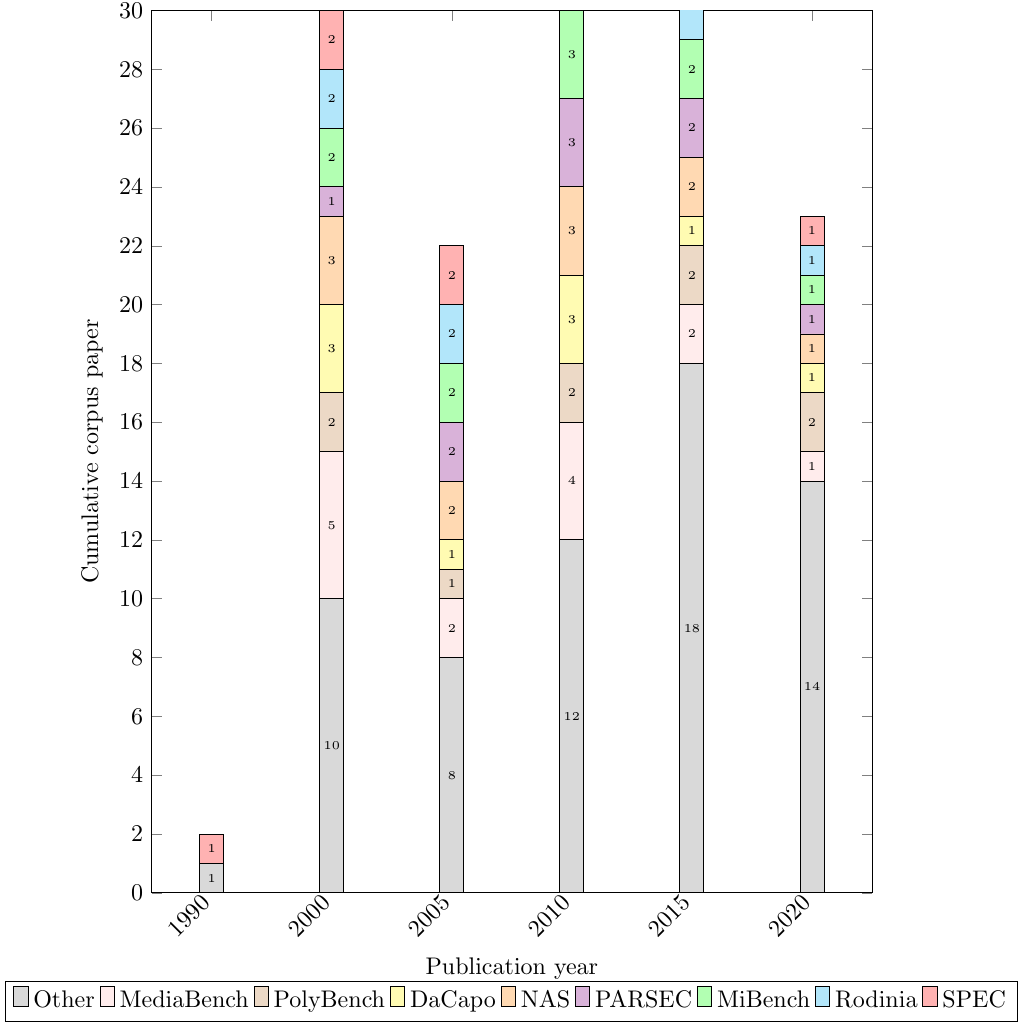 30
28
26
24
22
20
18
16
14
12
10
8
6
4
2
0
Cumulative corpus paper
1 1
10 5 2 3 3 1 2 2 2
8 2 1 1 2 2 2 2 2
12 4 2 3 3 3 3
18 2 2 1 2 2 2
14 1 2 1 1 1 1 1 1
1990 2000 2005 2010 2015 2020
Publication year
Other MediaBench PolyBench DaCapo NAS PARSEC MiBench Rodinia SPEC